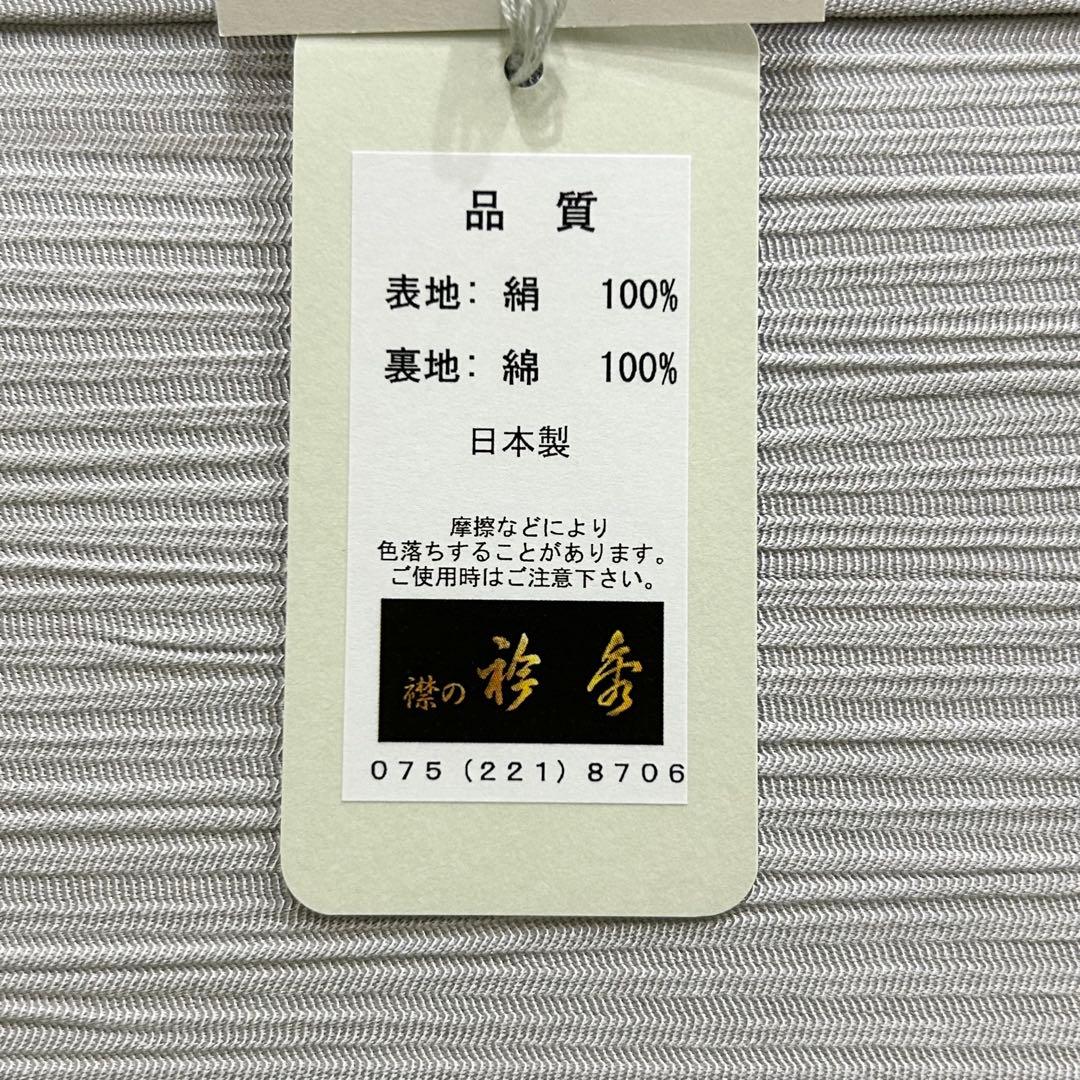 品 質
表地: 絹 100%
裏地: 綿 100%
日本製
摩擦などにより
色落ちすることがあります。
ご使用時はご注意下さい。
襟の 衿 秀
075(221)8706